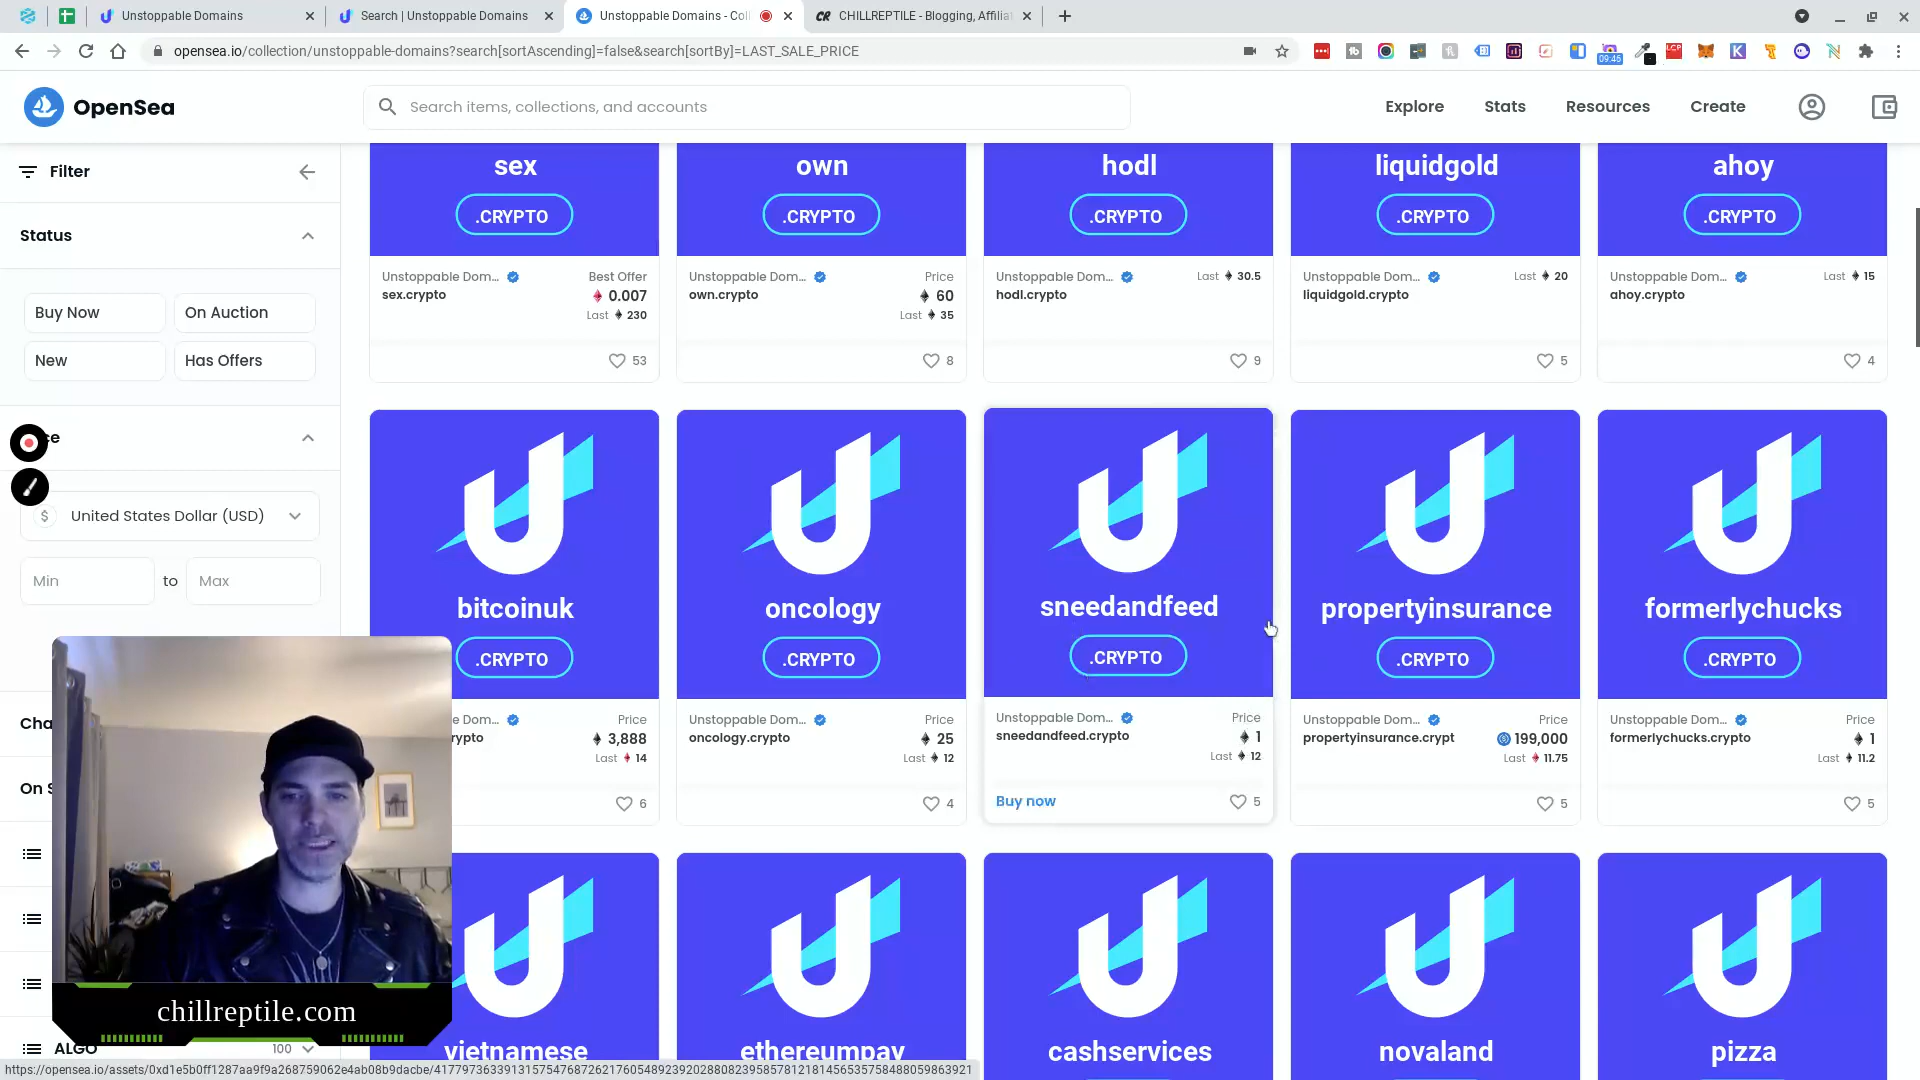 Unstoppable Domains
Search | Unstoppable Domains
Unstoppable Domains - Coll
CR
CHILLREPTILE - Blogging, Affilia
opensea.io/collection/unstoppable-domains?search[sortAscending]=false&search[sortBy]=LAST_SALE_PRICE
09:46
LCP
OpenSea
Search items, collections, and accounts
Explore
Stats
Resources
Create
Filter
Status
Buy Now
On Auction
New
Has Offers
ce
$
United States Dollar (USD)
Min
to
Max
Cha
On S
ALGO
100
sex
.CRYPTO
Unstoppable Dom...
Best Offer
sex.crypto
0.007
Last 230
53
own
.CRYPTO
Unstoppable Dom...
Price
own.crypto
60
Last 35
8
hodl
.CRYPTO
Unstoppable Dom...
Last 30.5
hodl.crypto
9
liquidgold
.CRYPTO
Unstoppable Dom...
Last 20
liquidgold.crypto
5
ahoy
.CRYPTO
Unstoppable Dom...
Last 15
ahoy.crypto
4
bitcoinuk
.CRYPTO
e Dom...
Price
rypto
3,888
Last 14
6
oncology
.CRYPTO
Unstoppable Dom...
Price
oncology.crypto
25
Last 12
4
sneedandfeed
.CRYPTO
Unstoppable Dom...
Price
sneedandfeed.crypto
1
Last 12
Buy now
5
propertyinsurance
.CRYPTO
Unstoppable Dom...
Price
propertyinsurance.crypt
199,000
Last 11.75
5
formerlychucks
.CRYPTO
Unstoppable Dom...
Price
formerlychucks.crypto
1
Last 11.2
5
vietnamese
ethereumpay
cashservices
novaland
pizza
chillreptile.com
https://opensea.io/assets/0xd1e5b0ff1287aa9f9a268759062e4ab08b9dacbe/41779736339131575476872621760548923920288082395857812181456535758488059863921